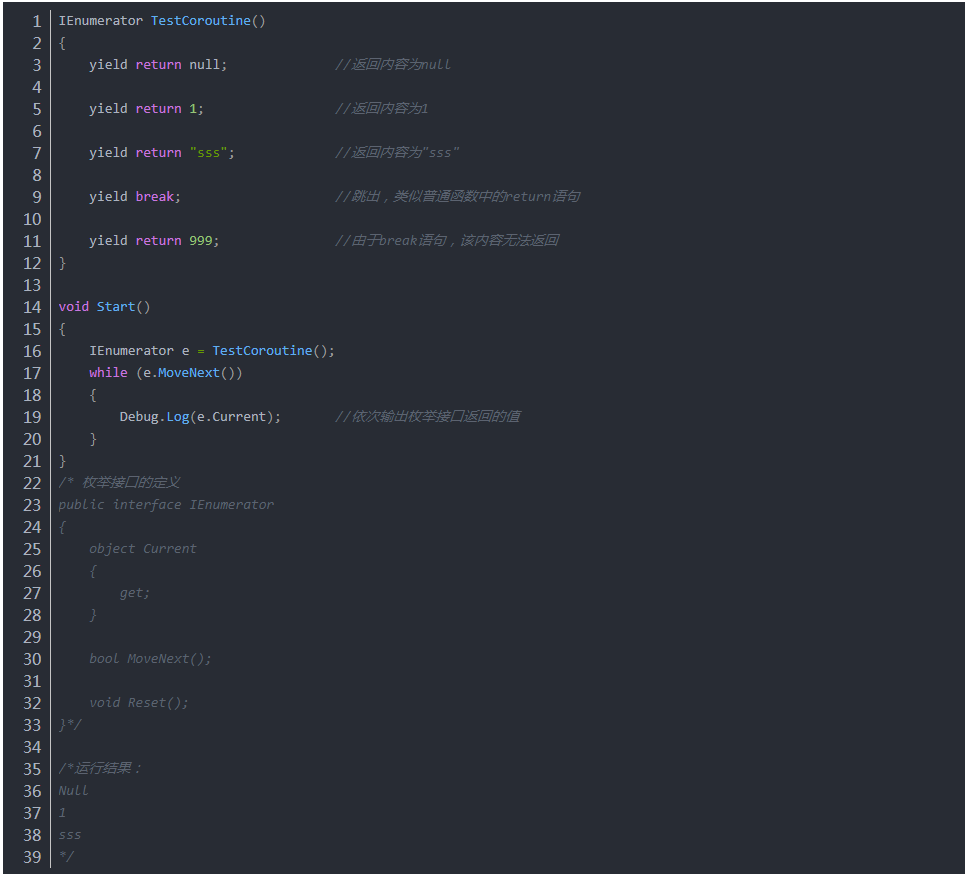 1 IEnumerator TestCoroutine()
2 {
3     yield return null;              //返回内容为null
4
5     yield return 1;                 //返回内容为1
6
7     yield return "sss";             //返回内容为"sss"
8
9     yield break;                    //跳出，类似普通函数中的return语句
10
11     yield return 999;               //由于break语句，该内容无法返回
12 }
13
14 void Start()
15 {
16     IEnumerator e = TestCoroutine();
17     while (e.MoveNext())
18     {
19         Debug.Log(e.Current);       //依次输出枚举接口返回的值
20     }
21 }
22 /* 枚举接口的定义
23 public interface IEnumerator
24 {
25     object Current
26     {
27         get;
28     }
29
30     bool MoveNext();
31
32     void Reset();
33 }*/
34
35 /*运行结果：
36 Null
37 1
38 sss
39 */